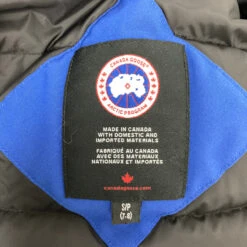 CANADA GOOSE
ARCTIC PROGRAM
MADE IN CANADA
WITH DOMESTIC AND
IMPORTED MATERIALS
FABRIQUÉ AU CANADA
AVEC DES MATÉRIAUX
NATIONAUX ET IMPORTÉS
canadagoose.com
S/P
(7-8)